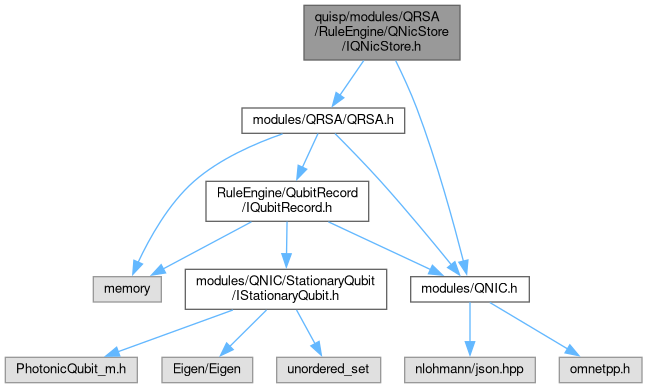 quisp/modules/QRSA
/RuleEngine/QNicStore
/IQNicStore.h
modules/QRSA/QRSA.h
RuleEngine/QubitRecord
/IQubitRecord.h
memory
modules/QNIC/StationaryQubit
/IStationaryQubit.h
modules/QNIC.h
PhotonicQubit_m.h
Eigen/Eigen
unordered_set
nlohmann/json.hpp
omnetpp.h